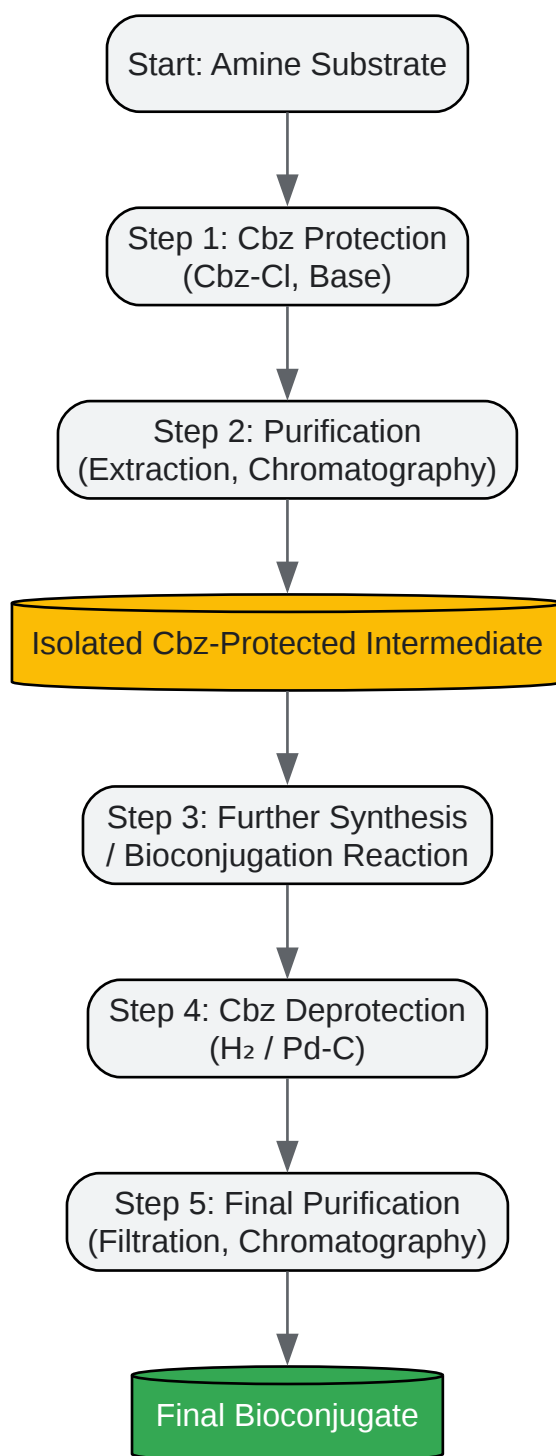 Start: Amine Substrate
Step 1: Cbz Protection
(Cbz-Cl, Base)
Step 2: Purification
(Extraction, Chromatography)
Isolated Cbz-Protected Intermediate
Step 3: Further Synthesis
/ Bioconjugation Reaction
Step 4: Cbz Deprotection
(H₂ / Pd-C)
Step 5: Final Purification
(Filtration, Chromatography)
Final Bioconjugate